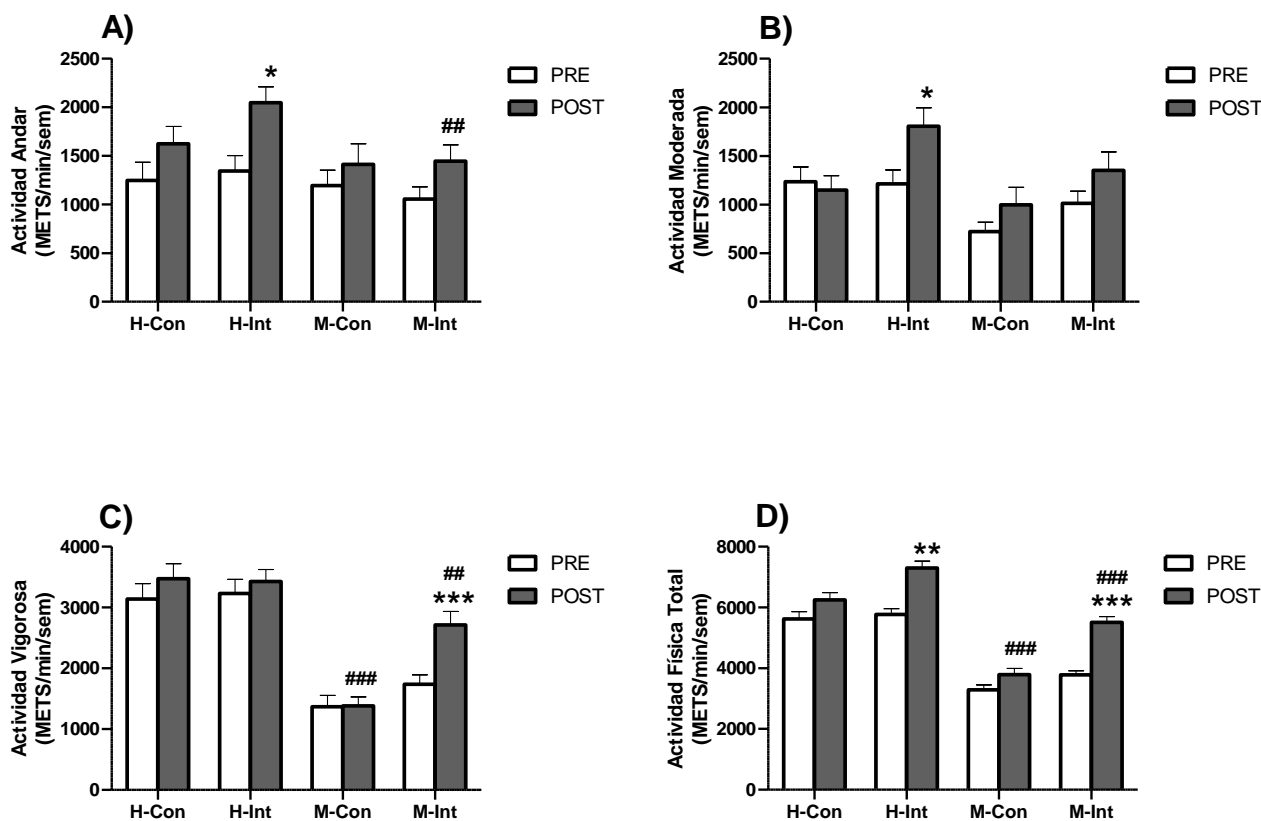 A)
Actividad Andar
(METS/min/sem)
2500
2000
1500
1000
500
0
*
##
PRE
POST
H-Con
H-Int
M-Con
M-Int
B)
Actividad Moderada
(METS/min/sem)
2500
2000
1500
1000
500
0
*
PRE
POST
H-Con
H-Int
M-Con
M-Int
C)
Actividad Vigorosa
(METS/min/sem)
4000
3000
2000
1000
0
###
##
***
PRE
POST
H-Con
H-Int
M-Con
M-Int
D)
Actividad Física Total
(METS/min/sem)
8000
6000
4000
2000
0
**
###
###
***
PRE
POST
H-Con
H-Int
M-Con
M-Int